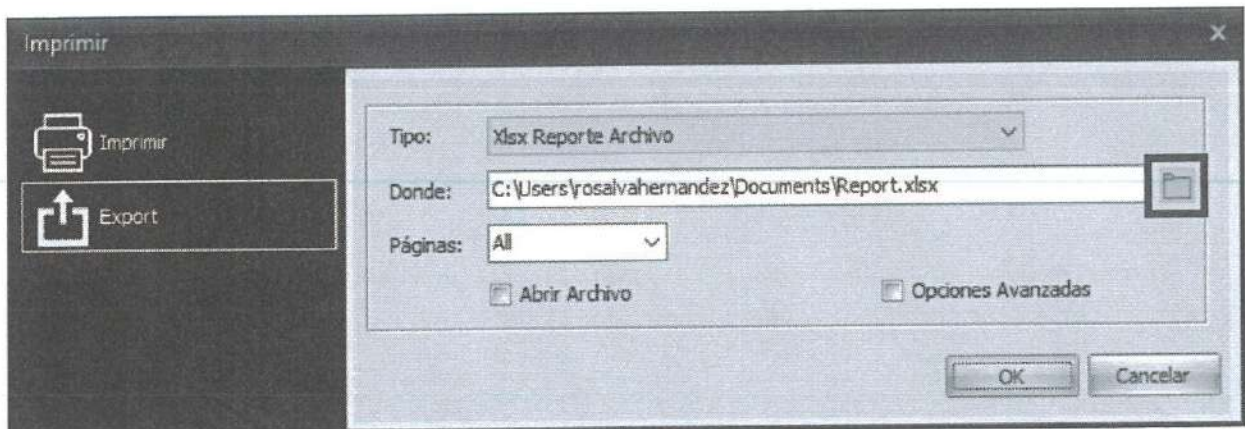 Imprimir
Imprimir
Export
Tipo:
Xlsx Reporte Archivo
Donde:
C:\Users\rosalvahernandez\Documents\Report.xlsx
Páginas:
All
Abrir Archivo
Opciones Avanzadas
OK
Cancelar